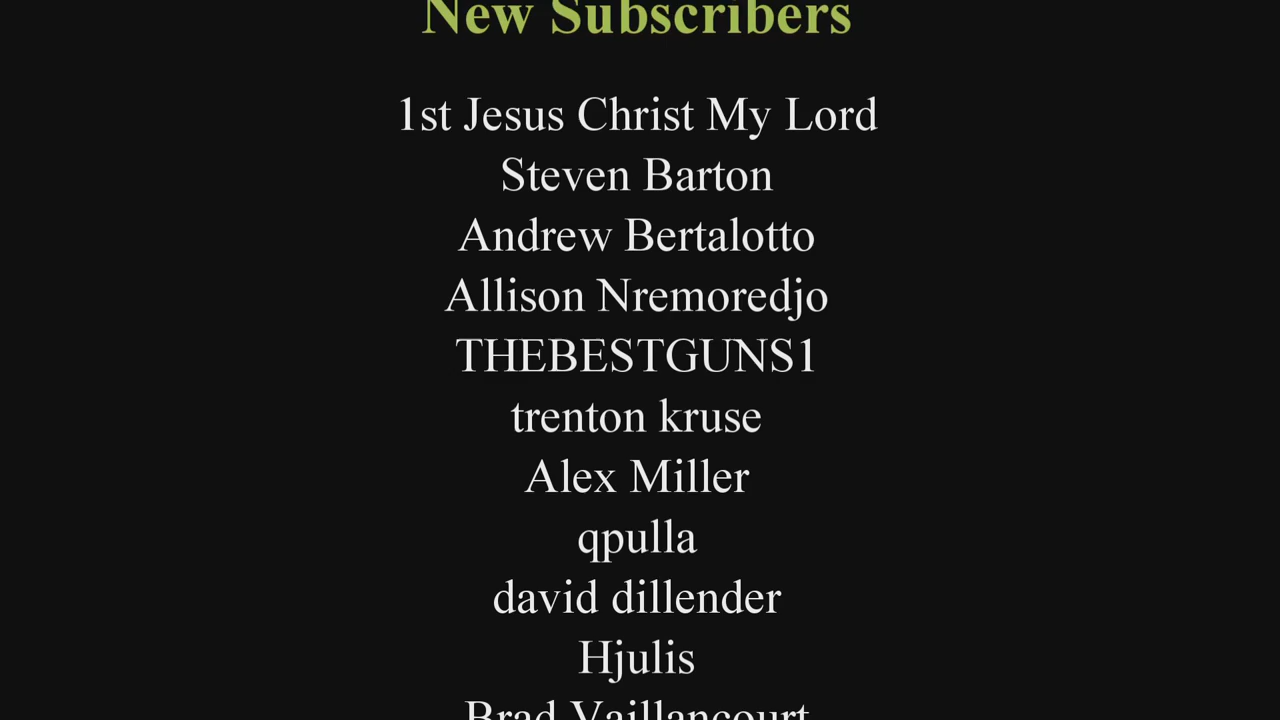 New Subscribers
1st Jesus Christ My Lord
Steven Barton
Andrew Bertalotto
Allison Nremoredjo
THEBESTGUNS1
trenton kruse
Alex Miller
qpulla
david dillender
Hjulis
Brad Vaillancourt